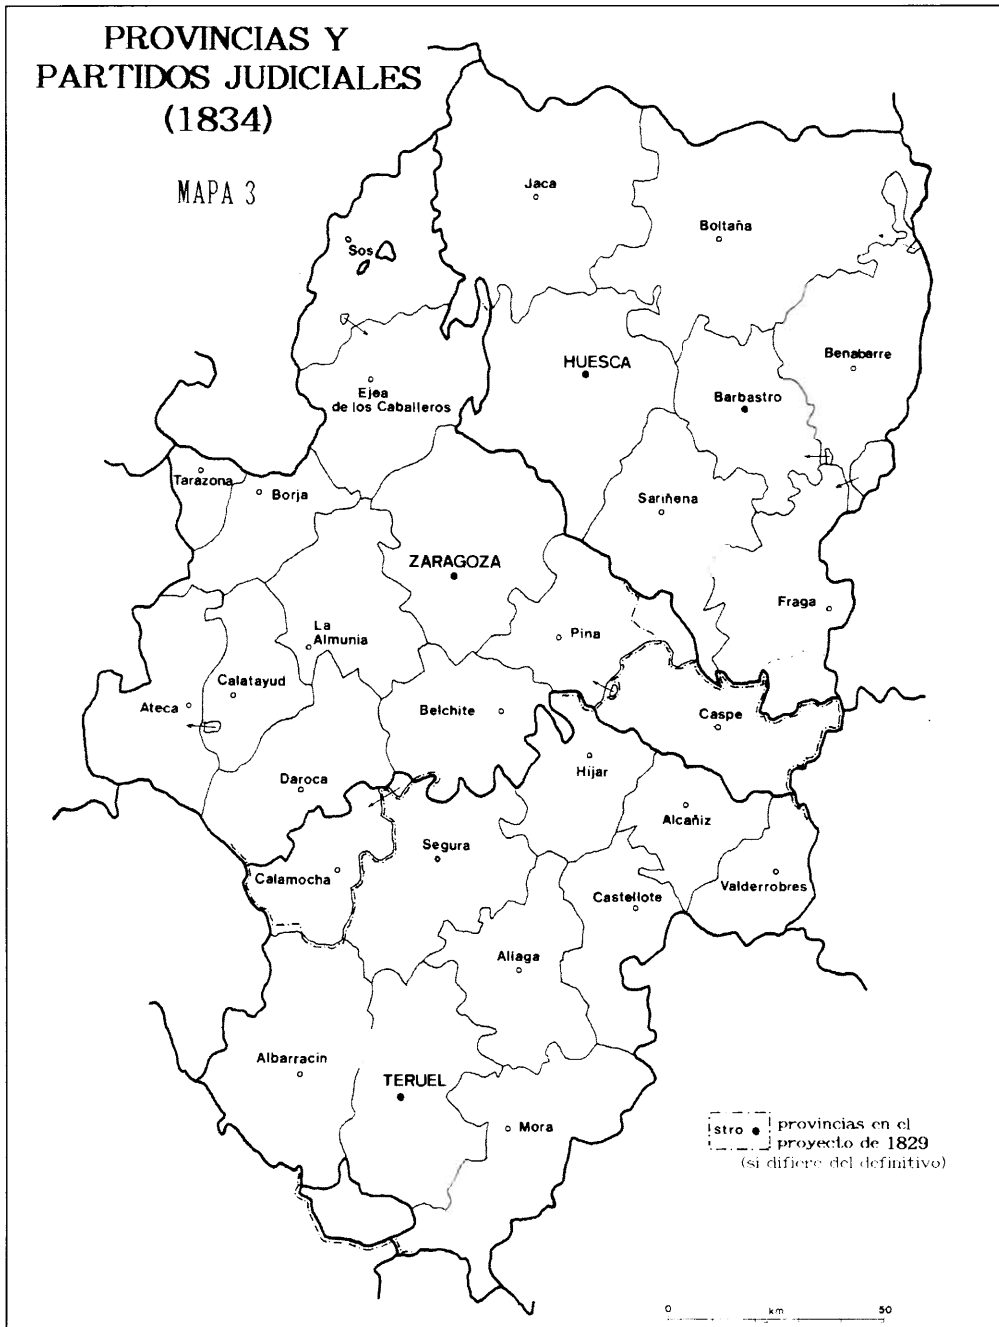 PROVINCIAS Y
PARTIDOS JUDICIALES
(1834)
MAPA 3
Jaca
Boltaña
Sos
HUESCA
Benabarre
Ejea
de los Caballeros
Barbastro
Tarazona
Borja
Sariñena
ZARAGOZA
Fraga
La
Almunia
Pina
Calatayud
Ateca
Belchite
Caspe
Daroca
Hijar
Alcañiz
Segura
Calamocha
Castellote
Valderrobres
Aliaga
Albarracin
TERUEL
Mora
stro
provincias en el
proyecto de 1829
(si difiere del definitivo)
0 km 50